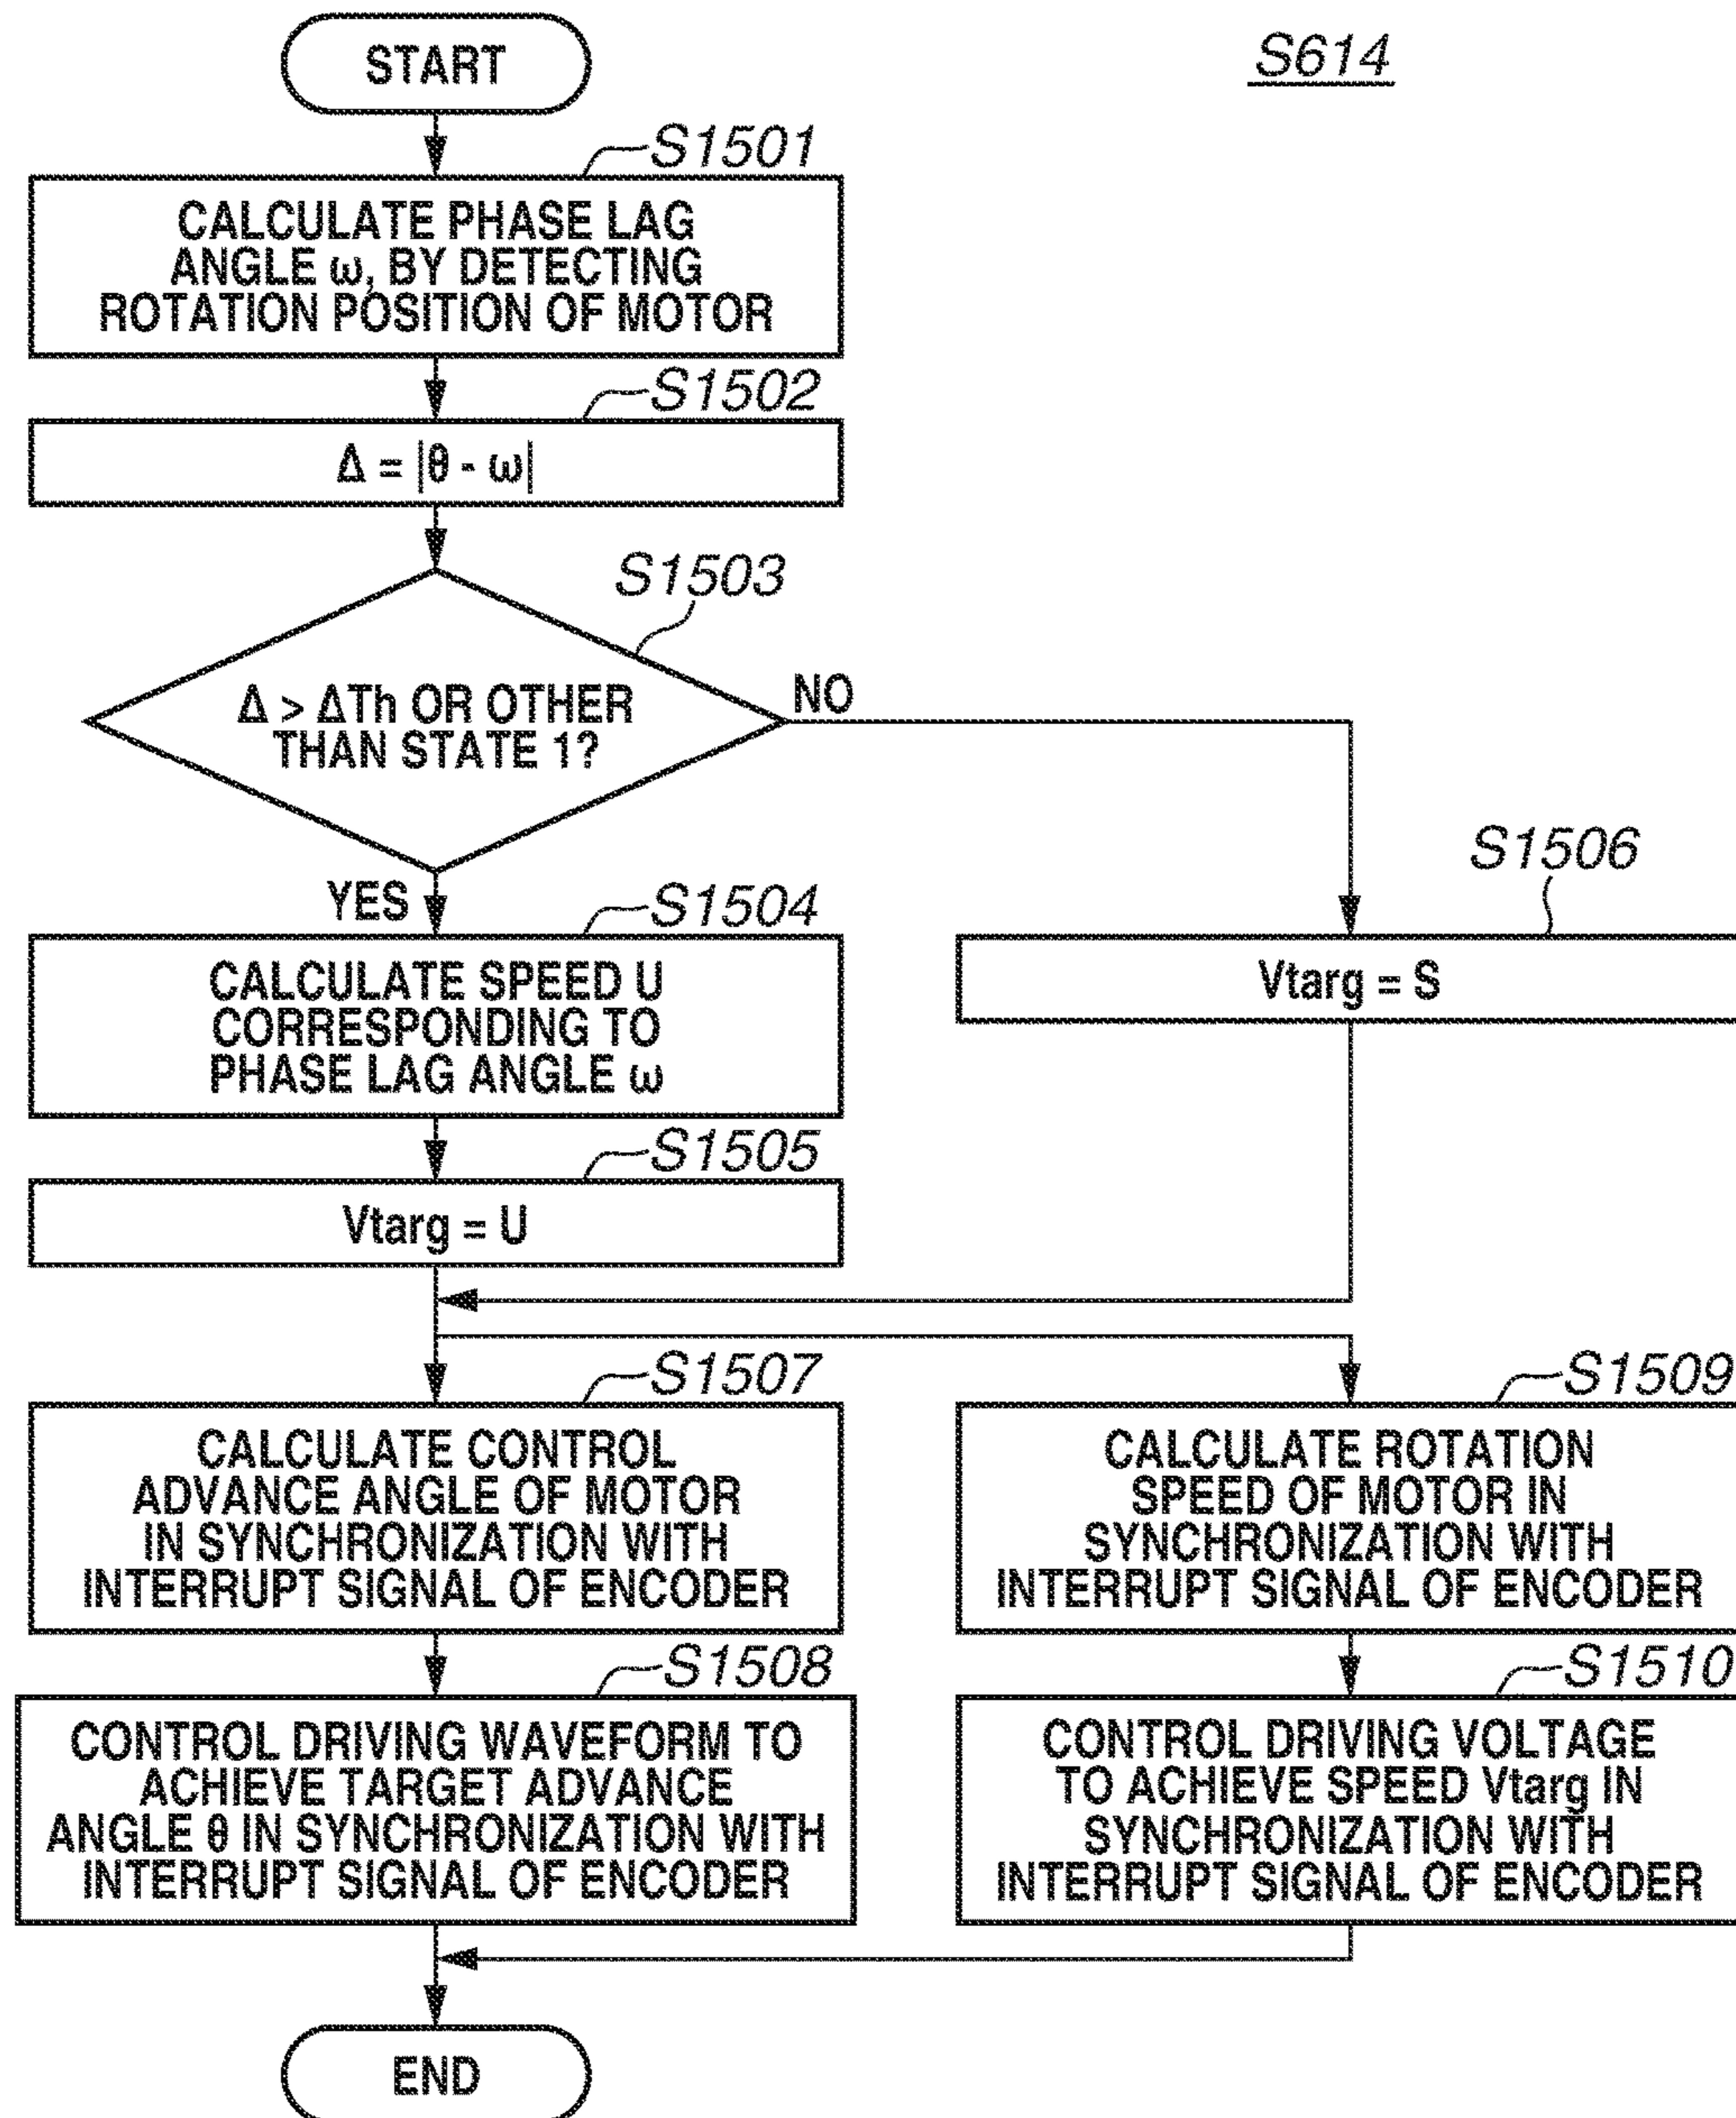 START
S614
S1501
CALCULATE PHASE LAG
ANGLE ω, BY DETECTING
ROTATION POSITION OF MOTOR
S1502
Δ = |θ - ω|
S1503
Δ > ΔTh OR OTHER
THAN STATE 1?
NO
YES
S1504
CALCULATE SPEED U
CORRESPONDING TO
PHASE LAG ANGLE ω
S1506
Vtarg = S
S1505
Vtarg = U
S1507
CALCULATE CONTROL
ADVANCE ANGLE OF MOTOR
IN SYNCHRONIZATION WITH
INTERRUPT SIGNAL OF ENCODER
S1509
CALCULATE ROTATION
SPEED OF MOTOR IN
SYNCHRONIZATION WITH
INTERRUPT SIGNAL OF ENCODER
S1508
CONTROL DRIVING WAVEFORM TO
ACHIEVE TARGET ADVANCE
ANGLE θ IN SYNCHRONIZATION WITH
INTERRUPT SIGNAL OF ENCODER
S1510
CONTROL DRIVING VOLTAGE
TO ACHIEVE SPEED Vtarg IN
SYNCHRONIZATION WITH
INTERRUPT SIGNAL OF ENCODER
END